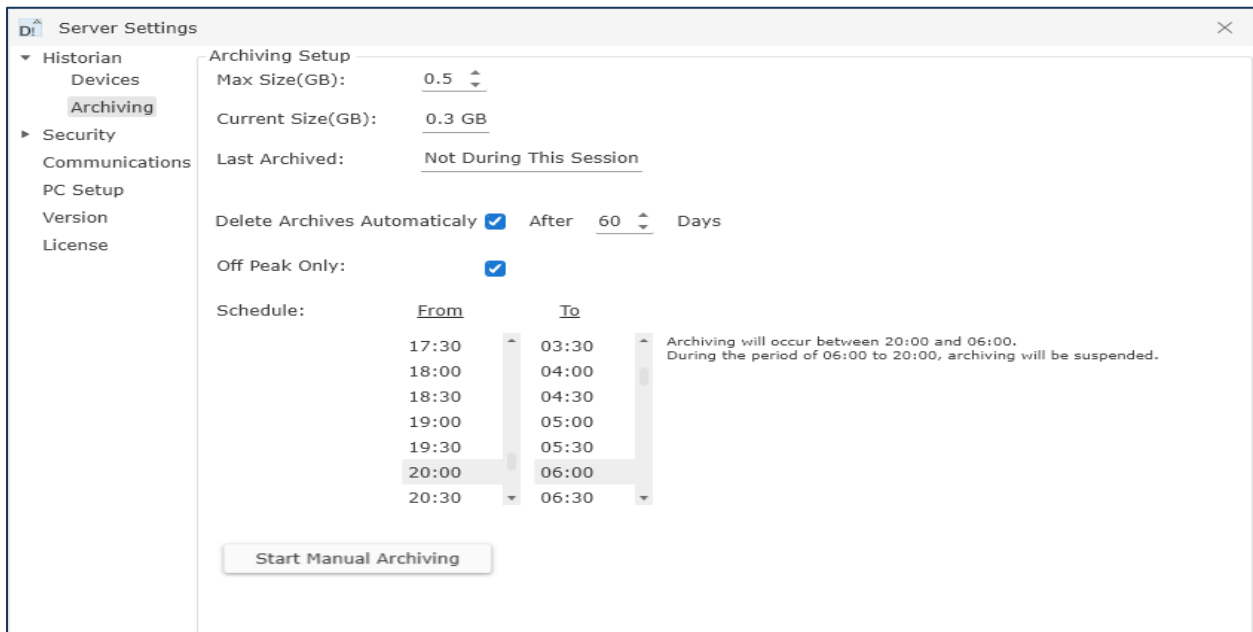 D! Server Settings
Historian
Devices
Archiving
Security
Communications
PC Setup
Version
License
Archiving Setup
Max Size(GB): 0.5
Current Size(GB): 0.3 GB
Last Archived: Not During This Session
Delete Archives Automaticaly After 60 Days
Off Peak Only:
Schedule: From To
17:30 03:30
18:00 04:00
18:30 04:30
19:00 05:00
19:30 05:30
20:00 06:00
20:30 06:30
Archiving will occur between 20:00 and 06:00.
During the period of 06:00 to 20:00, archiving will be suspended.
Start Manual Archiving